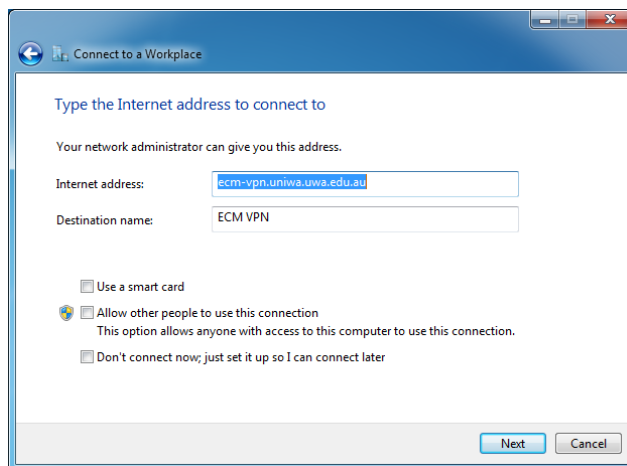 Connect to a Workplace
Type the Internet address to connect to
Your network administrator can give you this address.
Internet address: ecm-vpn.uniwa.uwa.edu.au
Destination name: ECM VPN
Use a smart card
Allow other people to use this connection
This option allows anyone with access to this computer to use this connection.
Don't connect now; just set it up so I can connect later
Next Cancel